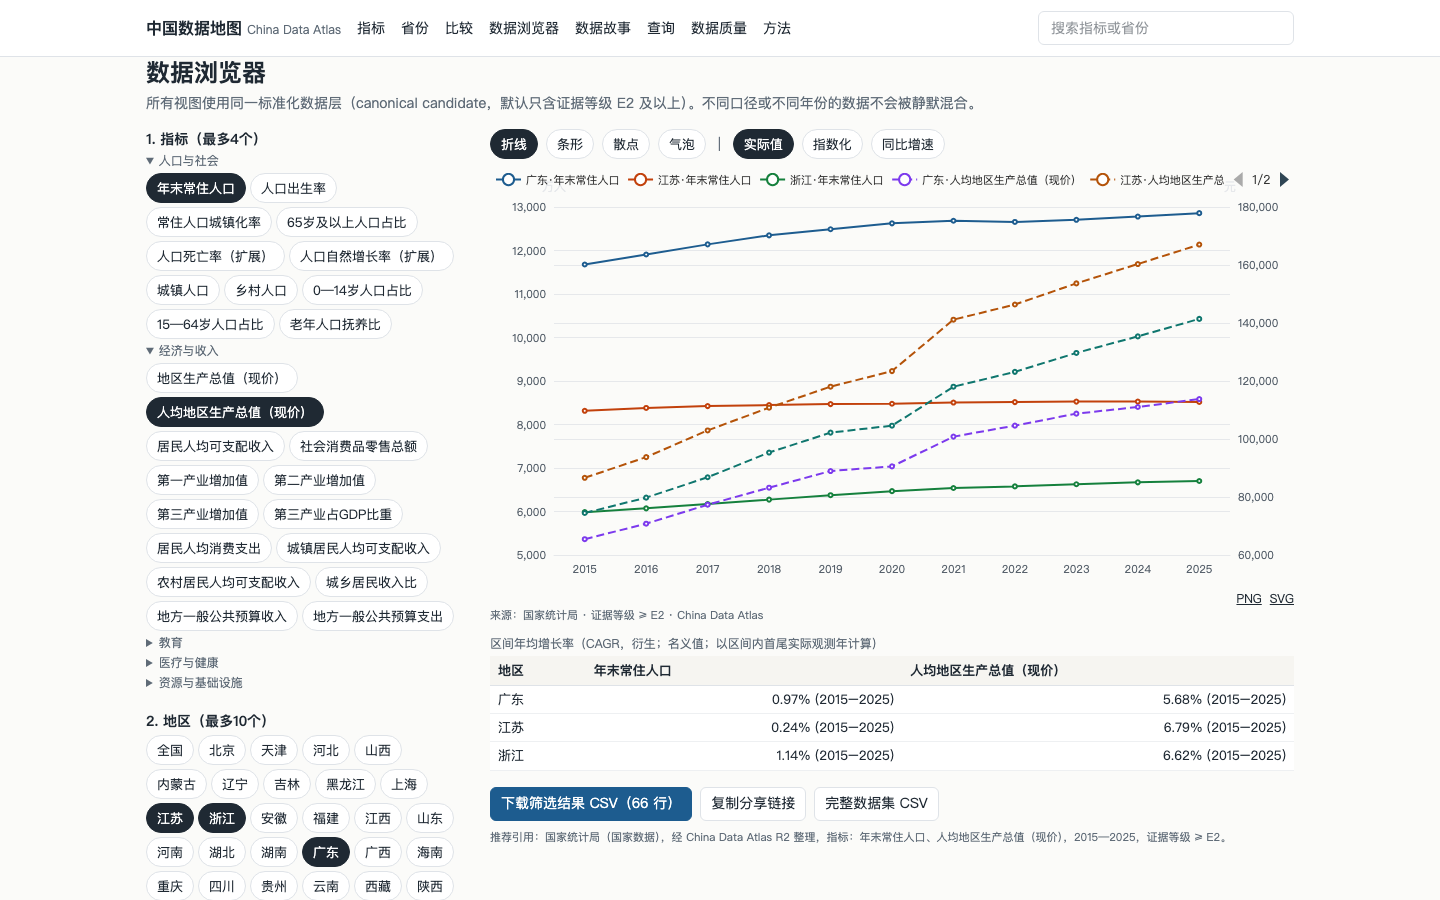 中国数据地图 China Data Atlas 指标 省份 比较 数据浏览器 数据故事 查询 数据质量 方法 搜索指标或省份
数据浏览器
所有视图使用同一标准化数据层（canonical candidate，默认只含证据等级 E2 及以上）。不同口径或不同年份的数据不会被静默混合。
1. 指标（最多4个）
▼ 人口与社会
年末常住人口 人口出生率
常住人口城镇化率 65岁及以上人口占比
人口死亡率（扩展） 人口自然增长率（扩展）
城镇人口 乡村人口 0—14岁人口占比
15—64岁人口占比 老年人口抚养比
▼ 经济与收入
地区生产总值（现价）
人均地区生产总值（现价）
居民人均可支配收入 社会消费品零售总额
第一产业增加值 第二产业增加值
第三产业增加值 第三产业占GDP比重
居民人均消费支出 城镇居民人均可支配收入
农村居民人均可支配收入 城乡居民收入比
地方一般公共预算收入 地方一般公共预算支出
▶ 教育
▶ 医疗与健康
▶ 资源与基础设施
2. 地区（最多10个）
全国 北京 天津 河北 山西
内蒙古 辽宁 吉林 黑龙江 上海
江苏 浙江 安徽 福建 江西 山东
河南 湖北 湖南 广东 广西 海南
重庆 四川 贵州 云南 西藏 陕西
折线 条形 散点 气泡 | 实际值 指数化 同比增速
广东·年末常住人口 江苏·年末常住人口 浙江·年末常住人口 广东·人均地区生产总值（现价） 江苏·人均地区生产总 1/2
万人 元
13,000 180,000
12,000 160,000
11,000
10,000 140,000
9,000 120,000
8,000 100,000
7,000 80,000
6,000
5,000 60,000
2015 2016 2017 2018 2019 2020 2021 2022 2023 2024 2025
PNG SVG
来源：国家统计局 · 证据等级 ≥ E2 · China Data Atlas
区间年均增长率（CAGR，衍生；名义值；以区间内首尾实际观测年计算）
地区 年末常住人口 人均地区生产总值（现价）
广东 0.97% (2015—2025) 5.68% (2015—2025)
江苏 0.24% (2015—2025) 6.79% (2015—2025)
浙江 1.14% (2015—2025) 6.62% (2015—2025)
下载筛选结果 CSV（66 行） 复制分享链接 完整数据集 CSV
推荐引用：国家统计局（国家数据），经 China Data Atlas R2 整理，指标：年末常住人口、人均地区生产总值（现价），2015—2025，证据等级 ≥ E2。